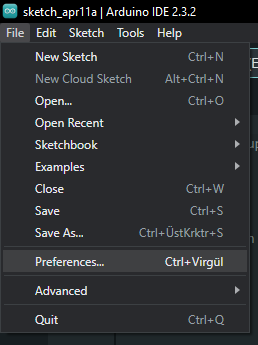 sketch_apr11a | Arduino IDE 2.3.2
File Edit Sketch Tools Help
New Sketch Ctrl+N
New Cloud Sketch Alt+Ctrl+N
Open... Ctrl+O
Open Recent
Sketchbook
Examples
Close Ctrl+W
Save Ctrl+S
Save As... Ctrl+ÜstKrktr+S
Preferences... Ctrl+Virgül
Advanced
Quit Ctrl+Q